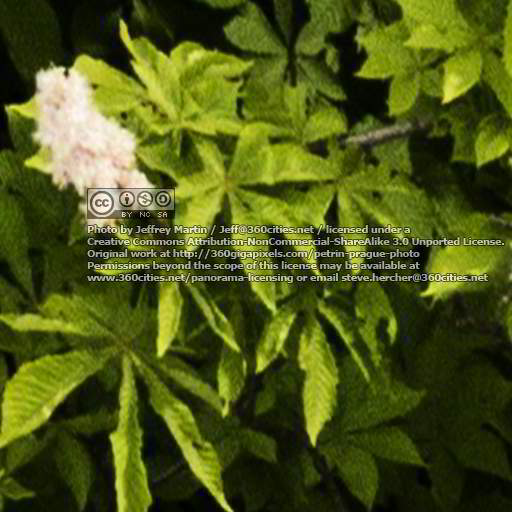 cc
BY NC SA
Photo by Jeffrey Martin / Jeff@360cities.net / licensed under a
Creative Commons Attribution-NonCommercial-ShareAlike 3.0 Unported License.
Original work at http://360gigapixels.com/petrin-prague-photo
Permissions beyond the scope of this license may be available at
www.360cities.net/panorama-licensing or email steve.hercher@360cities.net